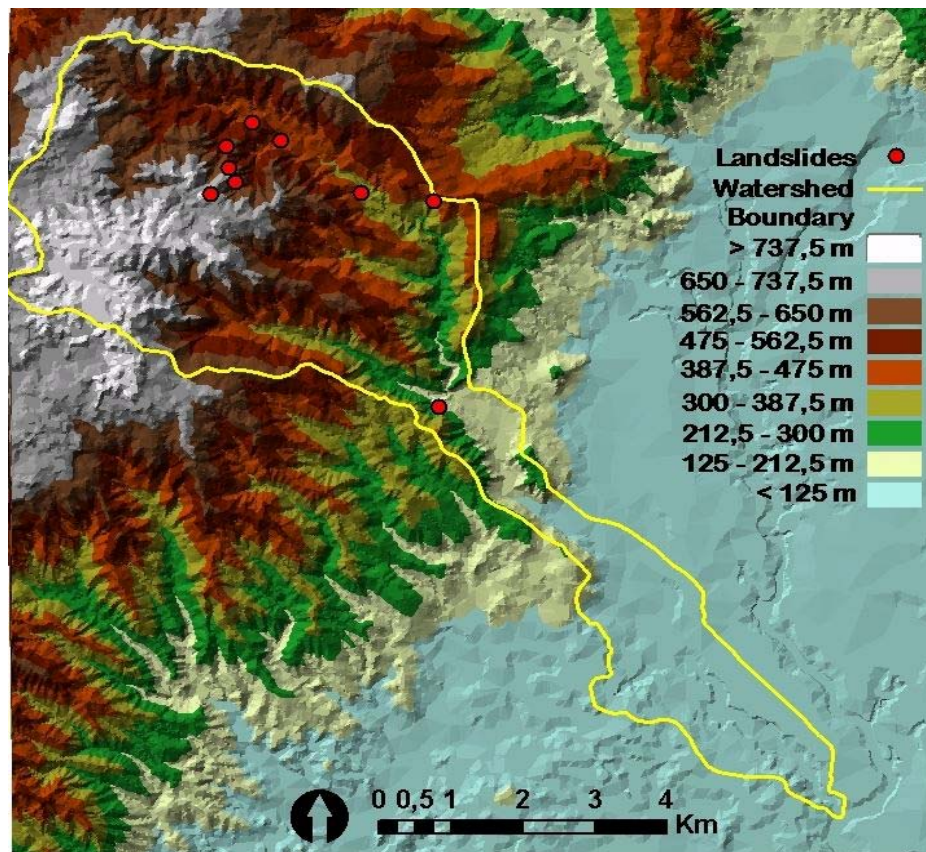 Landslides
Watershed
Boundary
> 737,5 m
650 - 737,5 m
562,5 - 650 m
475 - 562,5 m
387,5 - 475 m
300 - 387,5 m
212,5 - 300 m
125 - 212,5 m
< 125 m
0 0,5 1 2 3 4
Km